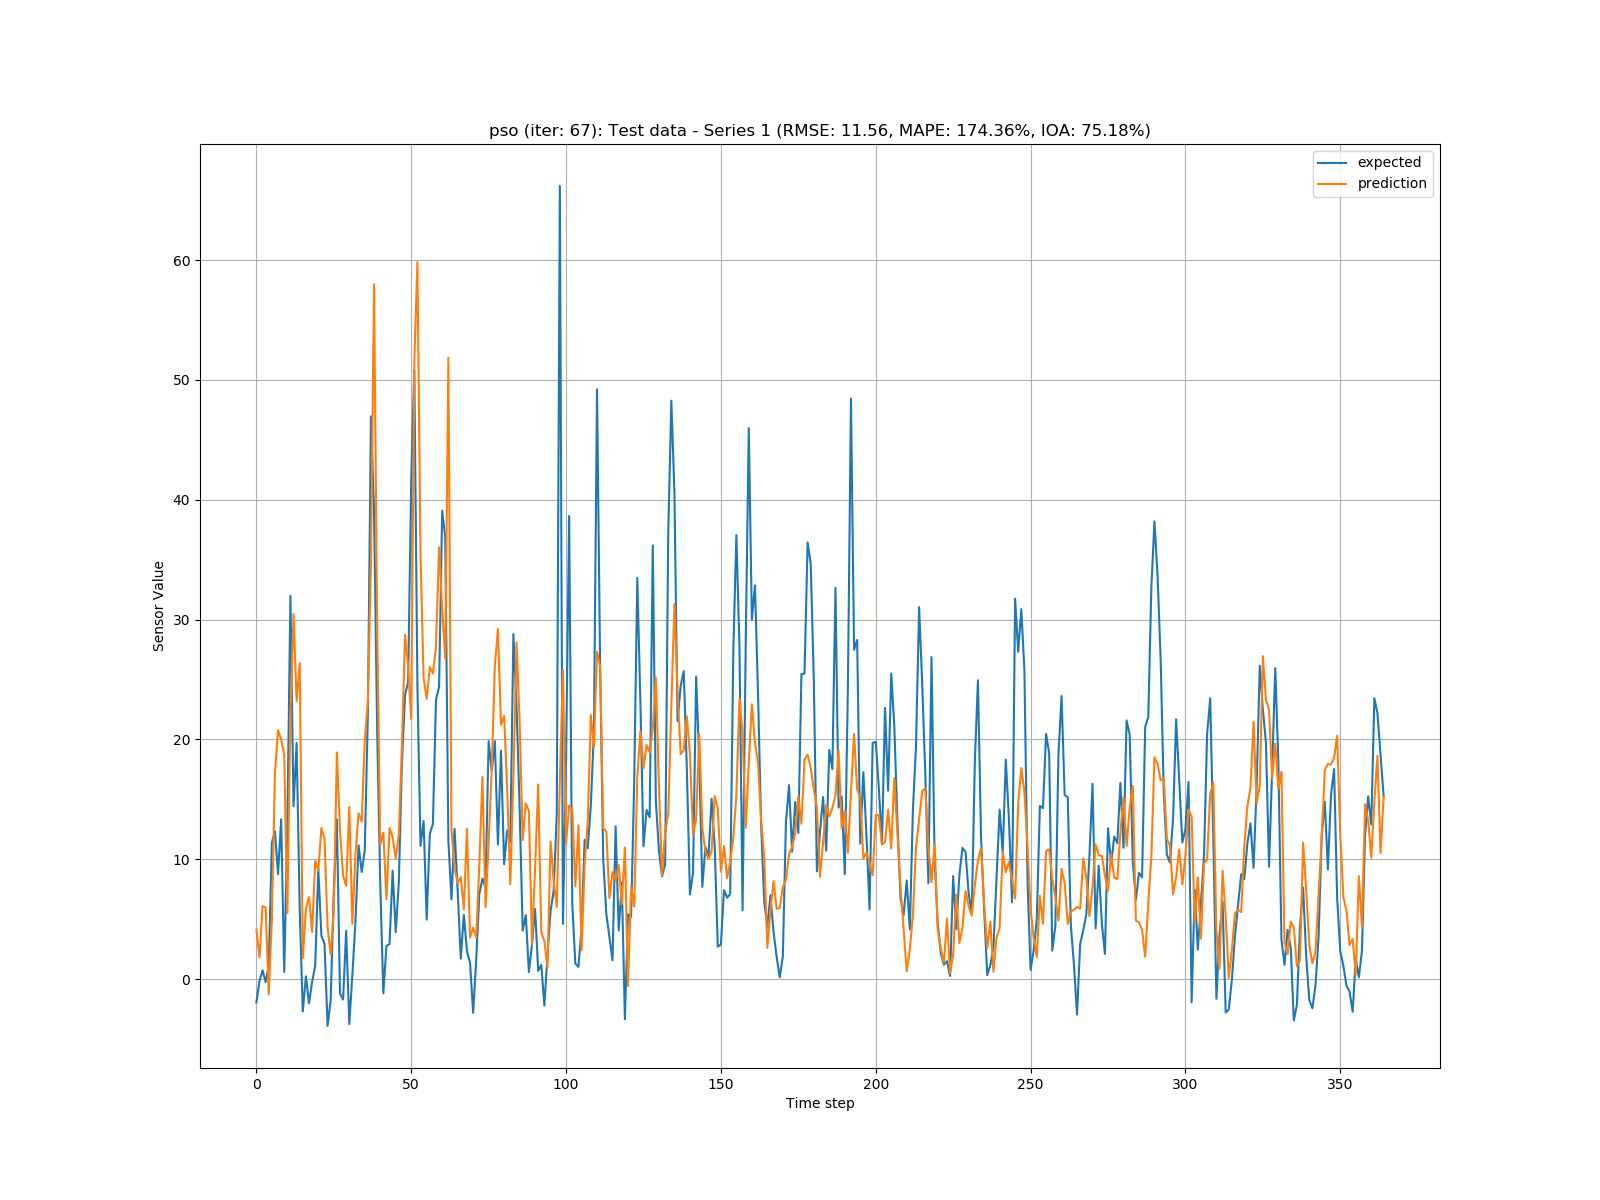 pso (iter: 67): Test data - Series 1 (RMSE: 11.56, MAPE: 174.36%, IOA: 75.18%)
expected
prediction
60
50
40
30
20
10
0
Sensor Value
0 50 100 150 200 250 300 350
Time step